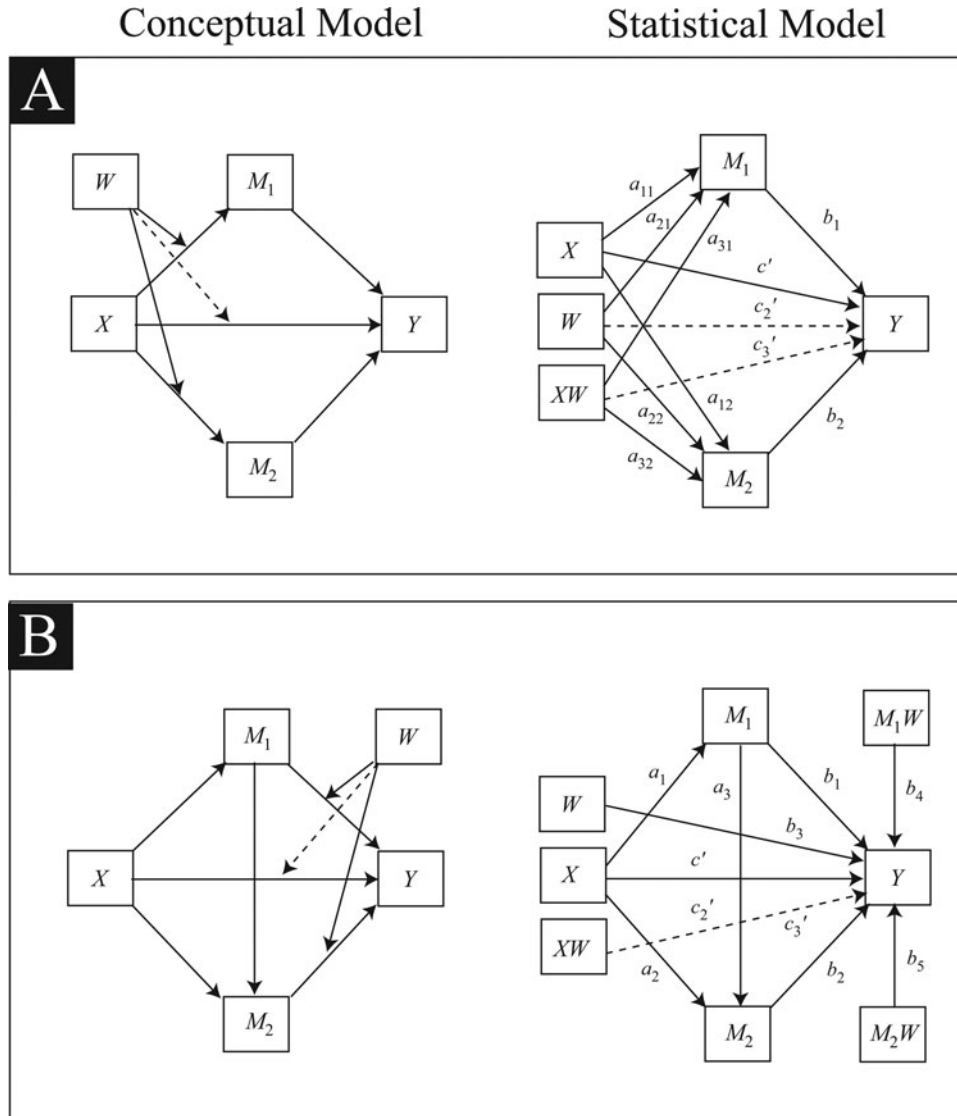 Conceptual Model
Statistical Model
A
W
M₁
X
Y
M₂
M₁
a₁₁
a₂₁
a₃₁
b₁
X
c′
W
c₂′
Y
c₃′
XW
a₁₂
a₂₂
b₂
a₃₂
M₂
B
M₁
W
X
Y
M₂
M₁
M₁W
a₁
a₃
b₁
b₄
W
b₃
X
c′
Y
c₂′
c₃′
XW
a₂
b₂
b₅
M₂
M₂W